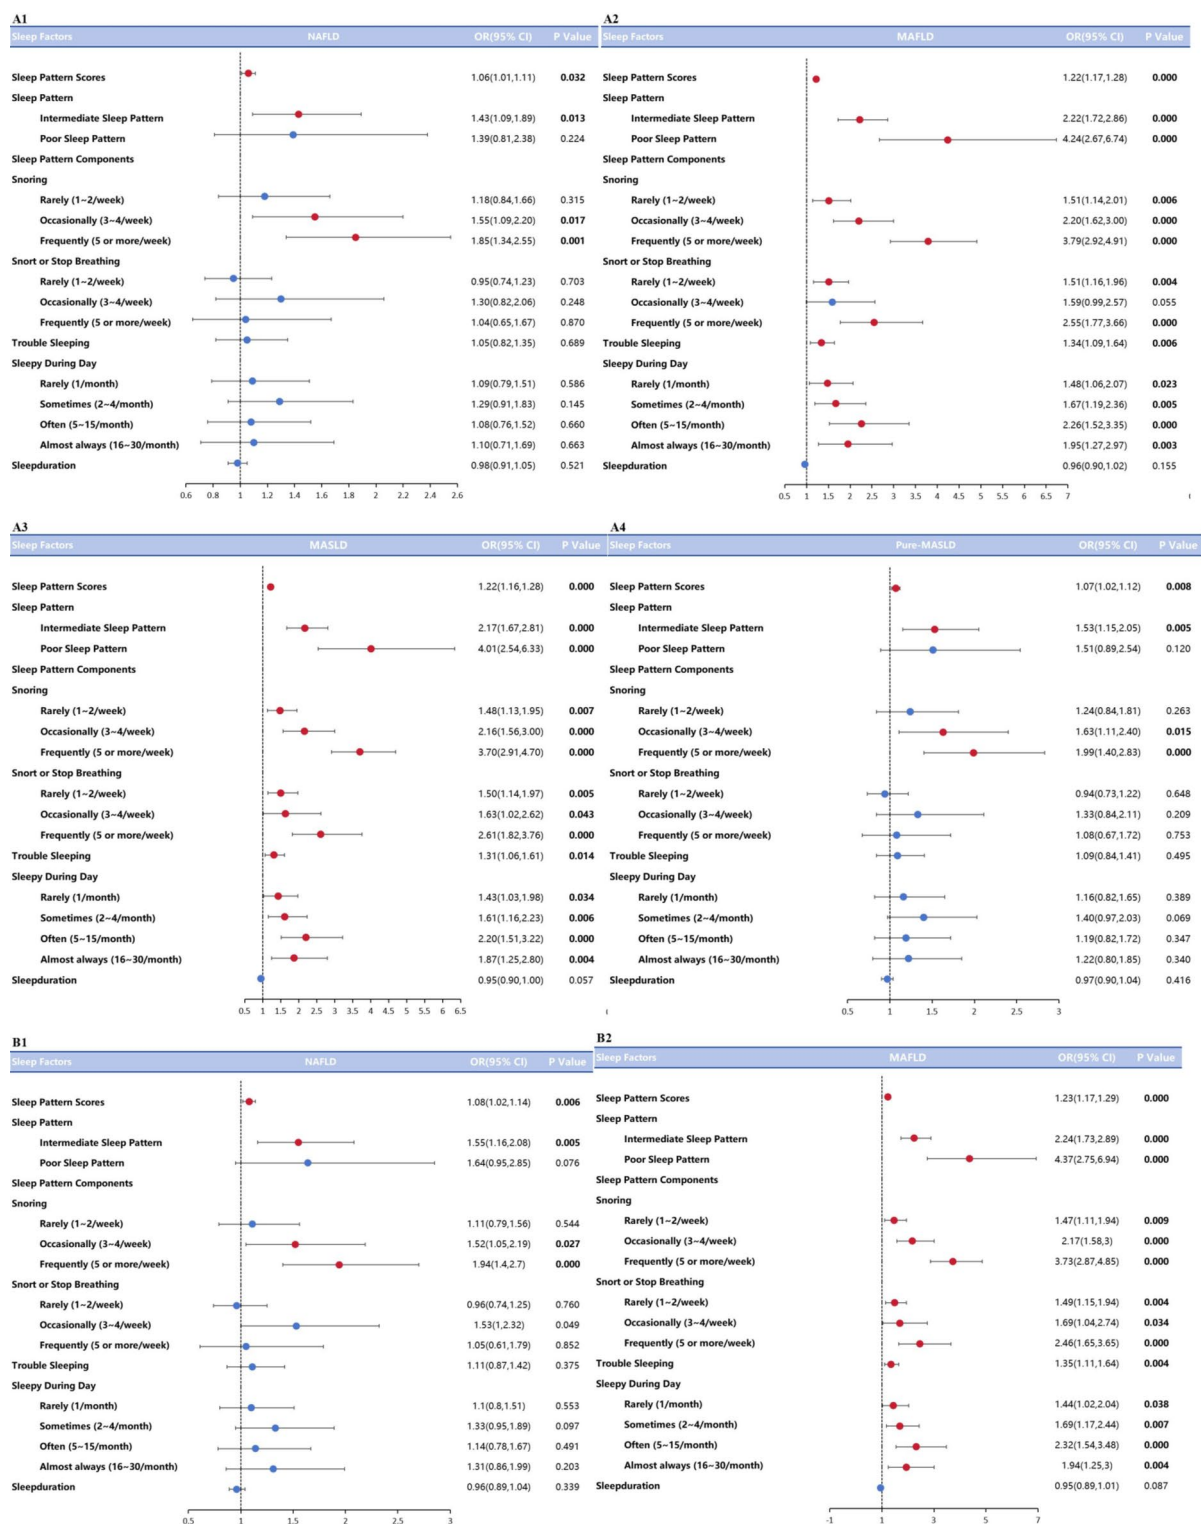 A1
Sleep Factors NAFLD OR(95% CI) P Value
Sleep Pattern Scores 1.06(1.01,1.11) 0.032
Sleep Pattern
Intermediate Sleep Pattern 1.43(1.09,1.89) 0.013
Poor Sleep Pattern 1.39(0.81,2.38) 0.224
Sleep Pattern Components
Snoring
Rarely (1~2/week) 1.18(0.84,1.66) 0.315
Occasionally (3~4/week) 1.55(1.09,2.20) 0.017
Frequently (5 or more/week) 1.85(1.34,2.55) 0.001
Snort or Stop Breathing
Rarely (1~2/week) 0.95(0.74,1.23) 0.703
Occasionally (3~4/week) 1.30(0.82,2.06) 0.248
Frequently (5 or more/week) 1.04(0.65,1.67) 0.870
Trouble Sleeping 1.05(0.82,1.35) 0.689
Sleepy During Day
Rarely (1/month) 1.09(0.79,1.51) 0.586
Sometimes (2~4/month) 1.29(0.91,1.83) 0.145
Often (5~15/month) 1.08(0.76,1.52) 0.660
Almost always (16~30/month) 1.10(0.71,1.69) 0.663
Sleepduration 0.98(0.91,1.05) 0.521
0.6 0.8 1 1.2 1.4 1.6 1.8 2 2.2 2.4 2.6
A2
Sleep Factors MAFLD OR(95% CI) P Value
Sleep Pattern Scores 1.22(1.17,1.28) 0.000
Sleep Pattern
Intermediate Sleep Pattern 2.22(1.72,2.86) 0.000
Poor Sleep Pattern 4.24(2.67,6.74) 0.000
Sleep Pattern Components
Snoring
Rarely (1~2/week) 1.51(1.14,2.01) 0.006
Occasionally (3~4/week) 2.20(1.62,3.00) 0.000
Frequently (5 or more/week) 3.79(2.92,4.91) 0.000
Snort or Stop Breathing
Rarely (1~2/week) 1.51(1.16,1.96) 0.004
Occasionally (3~4/week) 1.59(0.99,2.57) 0.055
Frequently (5 or more/week) 2.55(1.77,3.66) 0.000
Trouble Sleeping 1.34(1.09,1.64) 0.006
Sleepy During Day
Rarely (1/month) 1.48(1.06,2.07) 0.023
Sometimes (2~4/month) 1.67(1.19,2.36) 0.005
Often (5~15/month) 2.26(1.52,3.35) 0.000
Almost always (16~30/month) 1.95(1.27,2.97) 0.003
Sleepduration 0.96(0.90,1.02) 0.155
0.5 1 1.5 2 2.5 3 3.5 4 4.5 5 5.5 6 6.5 7
A3
Sleep Factors MASLD OR(95% CI) P Value
Sleep Pattern Scores 1.22(1.16,1.28) 0.000
Sleep Pattern
Intermediate Sleep Pattern 2.17(1.67,2.81) 0.000
Poor Sleep Pattern 4.01(2.54,6.33) 0.000
Sleep Pattern Components
Snoring
Rarely (1~2/week) 1.48(1.13,1.95) 0.007
Occasionally (3~4/week) 2.16(1.56,3.00) 0.000
Frequently (5 or more/week) 3.70(2.91,4.70) 0.000
Snort or Stop Breathing
Rarely (1~2/week) 1.50(1.14,1.97) 0.005
Occasionally (3~4/week) 1.63(1.02,2.62) 0.043
Frequently (5 or more/week) 2.61(1.82,3.76) 0.000
Trouble Sleeping 1.31(1.06,1.61) 0.014
Sleepy During Day
Rarely (1/month) 1.43(1.03,1.98) 0.034
Sometimes (2~4/month) 1.61(1.16,2.23) 0.006
Often (5~15/month) 2.20(1.51,3.22) 0.000
Almost always (16~30/month) 1.87(1.25,2.80) 0.004
Sleepduration 0.95(0.90,1.00) 0.057
0.5 1 1.5 2 2.5 3 3.5 4 4.5 5 5.5 6 6.5
A4
Sleep Factors Pure-MASLD OR(95% CI) P Value
Sleep Pattern Scores 1.07(1.02,1.12) 0.008
Sleep Pattern
Intermediate Sleep Pattern 1.53(1.15,2.05) 0.005
Poor Sleep Pattern 1.51(0.89,2.54) 0.120
Sleep Pattern Components
Snoring
Rarely (1~2/week) 1.24(0.84,1.81) 0.263
Occasionally (3~4/week) 1.63(1.11,2.40) 0.015
Frequently (5 or more/week) 1.99(1.40,2.83) 0.000
Snort or Stop Breathing
Rarely (1~2/week) 0.94(0.73,1.22) 0.648
Occasionally (3~4/week) 1.33(0.84,2.11) 0.209
Frequently (5 or more/week) 1.08(0.67,1.72) 0.753
Trouble Sleeping 1.09(0.84,1.41) 0.495
Sleepy During Day
Rarely (1/month) 1.16(0.82,1.65) 0.389
Sometimes (2~4/month) 1.40(0.97,2.03) 0.069
Often (5~15/month) 1.19(0.82,1.72) 0.347
Almost always (16~30/month) 1.22(0.80,1.85) 0.340
Sleepduration 0.97(0.90,1.04) 0.416
0.5 1 1.5 2 2.5 3
B1
Sleep Factors NAFLD OR(95% CI) P Value
Sleep Pattern Scores 1.08(1.02,1.14) 0.006
Sleep Pattern
Intermediate Sleep Pattern 1.55(1.16,2.08) 0.005
Poor Sleep Pattern 1.64(0.95,2.85) 0.076
Sleep Pattern Components
Snoring
Rarely (1~2/week) 1.11(0.79,1.56) 0.544
Occasionally (3~4/week) 1.52(1.05,2.19) 0.027
Frequently (5 or more/week) 1.94(1.4,2.7) 0.000
Snort or Stop Breathing
Rarely (1~2/week) 0.96(0.74,1.25) 0.760
Occasionally (3~4/week) 1.53(1,2.32) 0.049
Frequently (5 or more/week) 1.05(0.61,1.79) 0.852
Trouble Sleeping 1.11(0.87,1.42) 0.375
Sleepy During Day
Rarely (1/month) 1.1(0.8,1.51) 0.553
Sometimes (2~4/month) 1.33(0.95,1.89) 0.097
Often (5~15/month) 1.14(0.78,1.67) 0.491
Almost always (16~30/month) 1.31(0.86,1.99) 0.203
Sleepduration 0.96(0.89,1.04) 0.339
0.5 1 1.5 2 2.5 3
B2
Sleep Factors MAFLD OR(95% CI) P Value
Sleep Pattern Scores 1.23(1.17,1.29) 0.000
Sleep Pattern
Intermediate Sleep Pattern 2.24(1.73,2.89) 0.000
Poor Sleep Pattern 4.37(2.75,6.94) 0.000
Sleep Pattern Components
Snoring
Rarely (1~2/week) 1.47(1.11,1.94) 0.009
Occasionally (3~4/week) 2.17(1.58,3) 0.000
Frequently (5 or more/week) 3.73(2.87,4.85) 0.000
Snort or Stop Breathing
Rarely (1~2/week) 1.49(1.15,1.94) 0.004
Occasionally (3~4/week) 1.69(1.04,2.74) 0.034
Frequently (5 or more/week) 2.46(1.65,3.65) 0.000
Trouble Sleeping 1.35(1.11,1.64) 0.004
Sleepy During Day
Rarely (1/month) 1.44(1.02,2.04) 0.038
Sometimes (2~4/month) 1.69(1.17,2.44) 0.007
Often (5~15/month) 2.32(1.54,3.48) 0.000
Almost always (16~30/month) 1.94(1.25,3) 0.004
Sleepduration 0.95(0.89,1.01) 0.087
-1 1 3 5 7